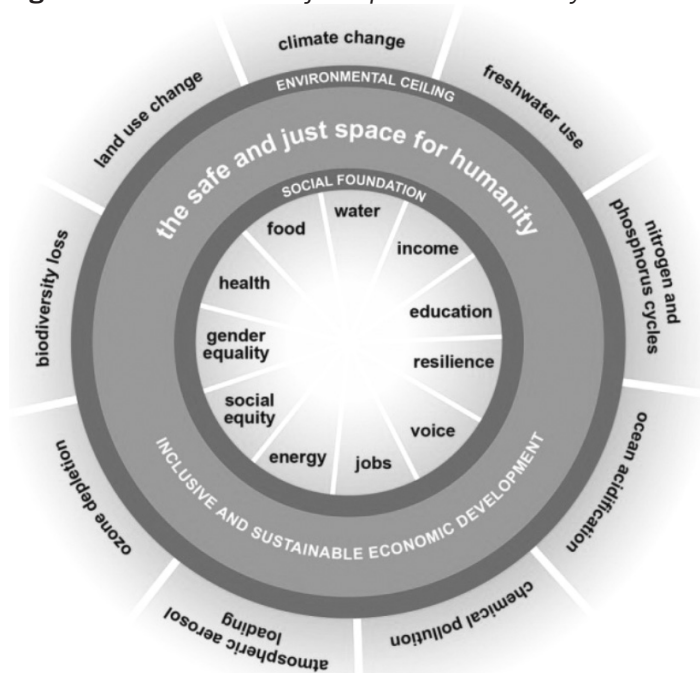 climate change
freshwater use
nitrogen and
phosphorus cycles
ocean acidification
chemical pollution
atmospheric aerosol
loading
ozone depletion
biodiversity loss
land use change
ENVIRONMENTAL CEILING
the safe and just space for humanity
SOCIAL FOUNDATION
water
income
education
resilience
voice
jobs
energy
social
equity
gender
equality
health
food
INCLUSIVE AND SUSTAINABLE ECONOMIC DEVELOPMENT